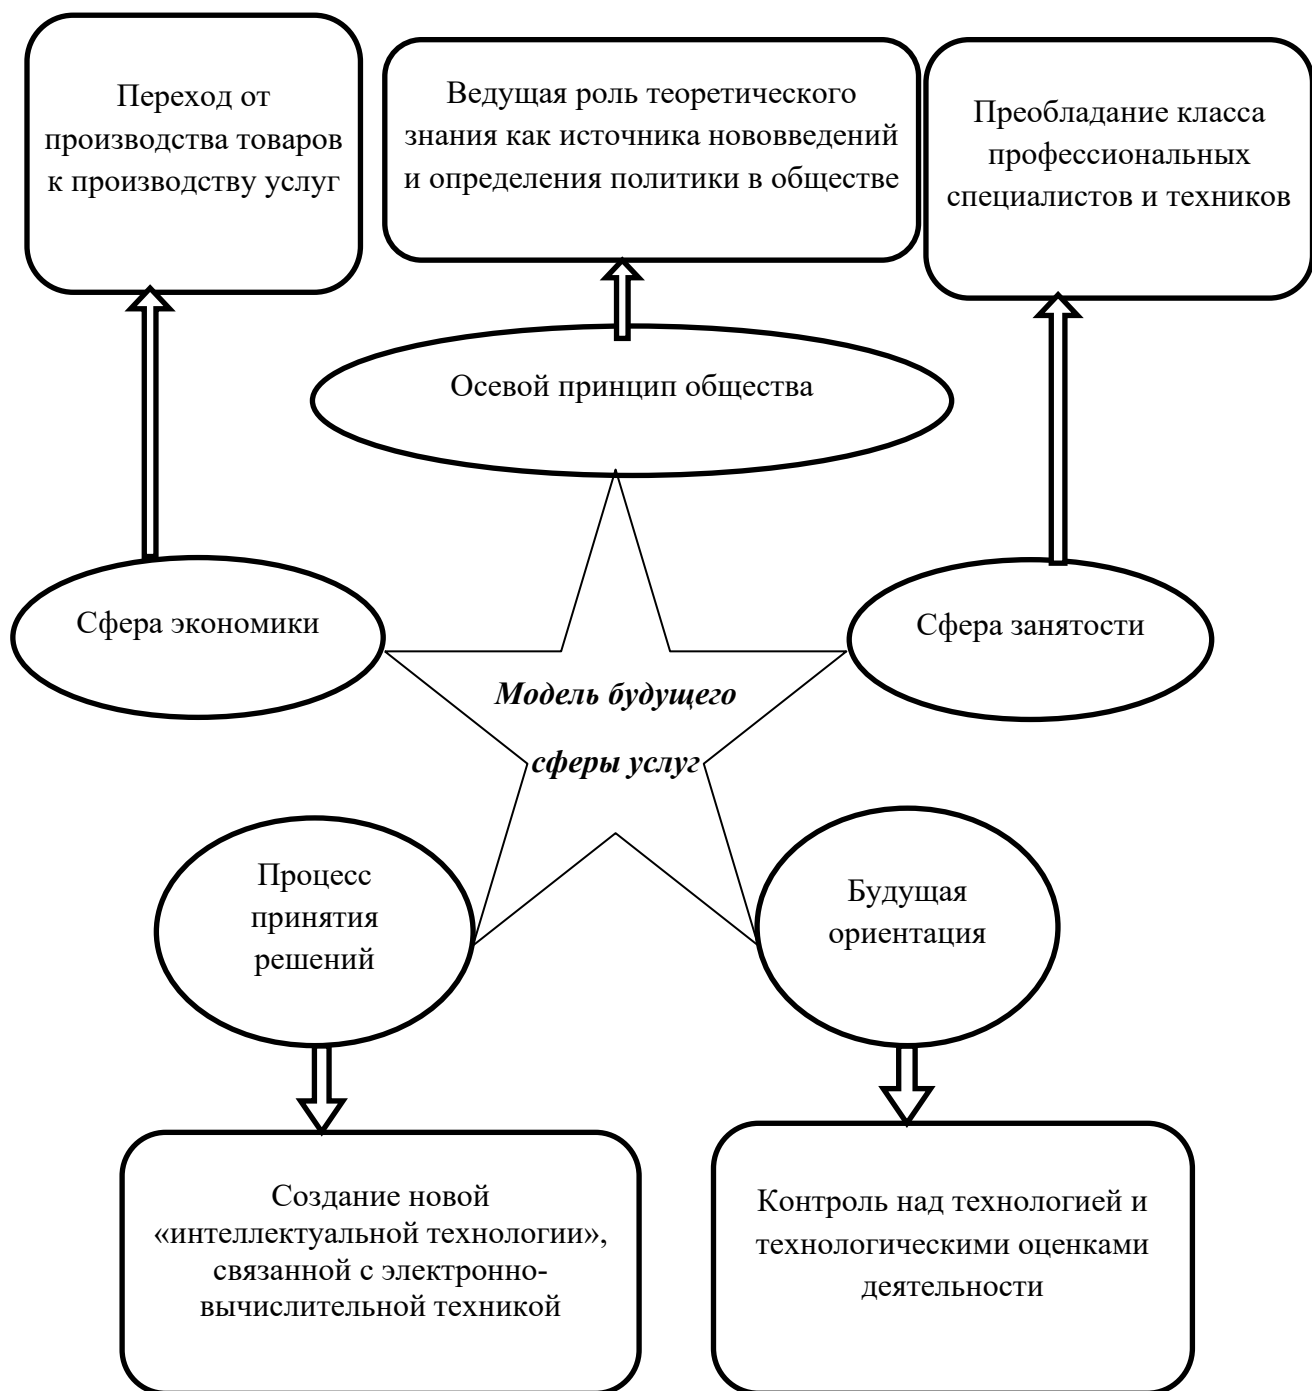 Переход от
производства товаров
к производству услуг
Ведущая роль теоретического
знания как источника нововведений
и определения политики в обществе
Преобладание класса
профессиональных
специалистов и техников
Осевой принцип общества
Сфера экономики
Сфера занятости
Модель будущего
сферы услуг
Процесс
принятия
решений
Будущая
ориентация
Создание новой
«интеллектуальной технологии»,
связанной с электронно-
вычислительной техникой
Контроль над технологией и
технологическими оценками
деятельности